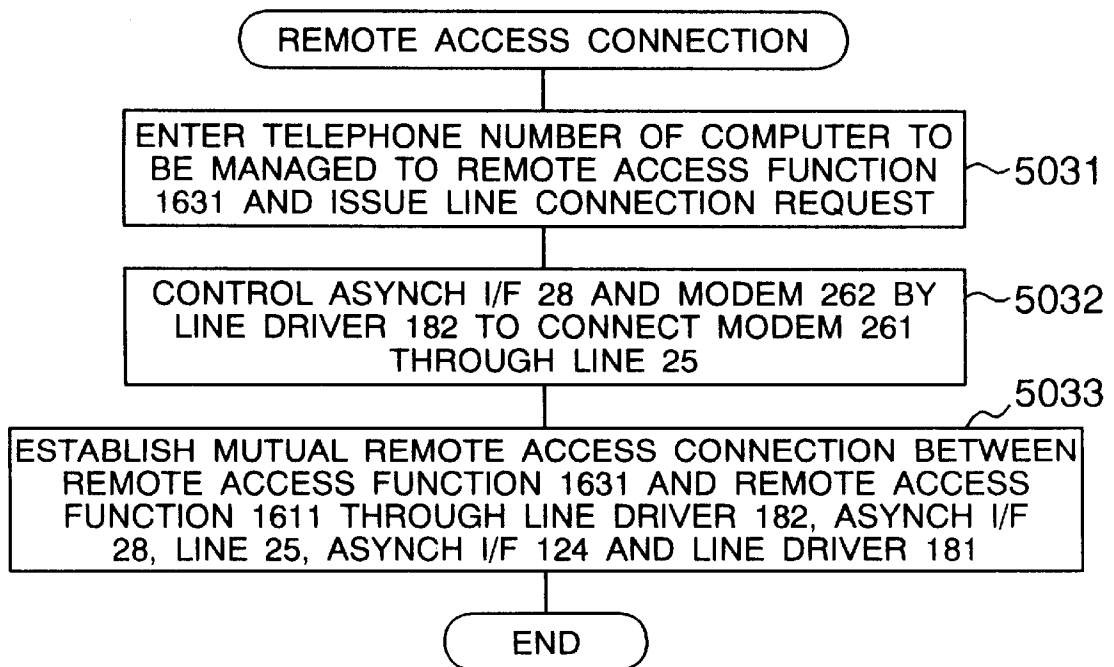 REMOTE ACCESS CONNECTION
ENTER TELEPHONE NUMBER OF COMPUTER TO
BE MANAGED TO REMOTE ACCESS FUNCTION
1631 AND ISSUE LINE CONNECTION REQUEST
5031
CONTROL ASYNCH I/F 28 AND MODEM 262 BY
LINE DRIVER 182 TO CONNECT MODEM 261
THROUGH LINE 25
5032
5033
ESTABLISH MUTUAL REMOTE ACCESS CONNECTION BETWEEN
REMOTE ACCESS FUNCTION 1631 AND REMOTE ACCESS
FUNCTION 1611 THROUGH LINE DRIVER 182, ASYNCH I/F
28, LINE 25, ASYNCH I/F 124 AND LINE DRIVER 181
END